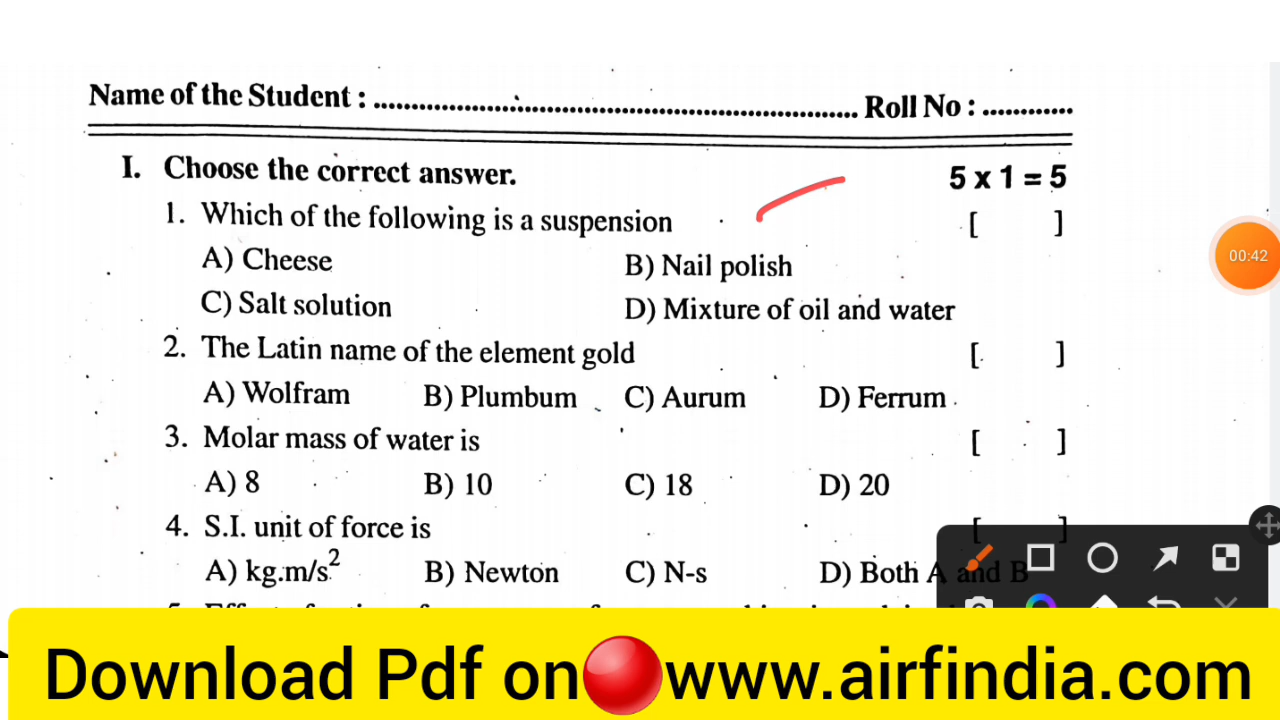 Name of the Student : ........................................................................ Roll No : ............
I. Choose the correct answer. 5 x 1 = 5
1. Which of the following is a suspension [ ]
A) Cheese B) Nail polish
C) Salt solution D) Mixture of oil and water
2. The Latin name of the element gold [ ]
A) Wolfram B) Plumbum C) Aurum D) Ferrum
3. Molar mass of water is [ ]
A) 8 B) 10 C) 18 D) 20
4. S.I. unit of force is [ ]
A) kg.m/s² B) Newton C) N-s D) Both A and B
00:42
Download Pdf on www.airfindia.com